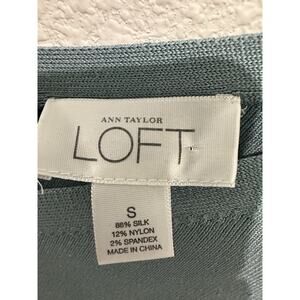 ANN TAYLOR
LOFT
S
86% SILK
12% NYLON
2% SPANDEX
MADE IN CHINA